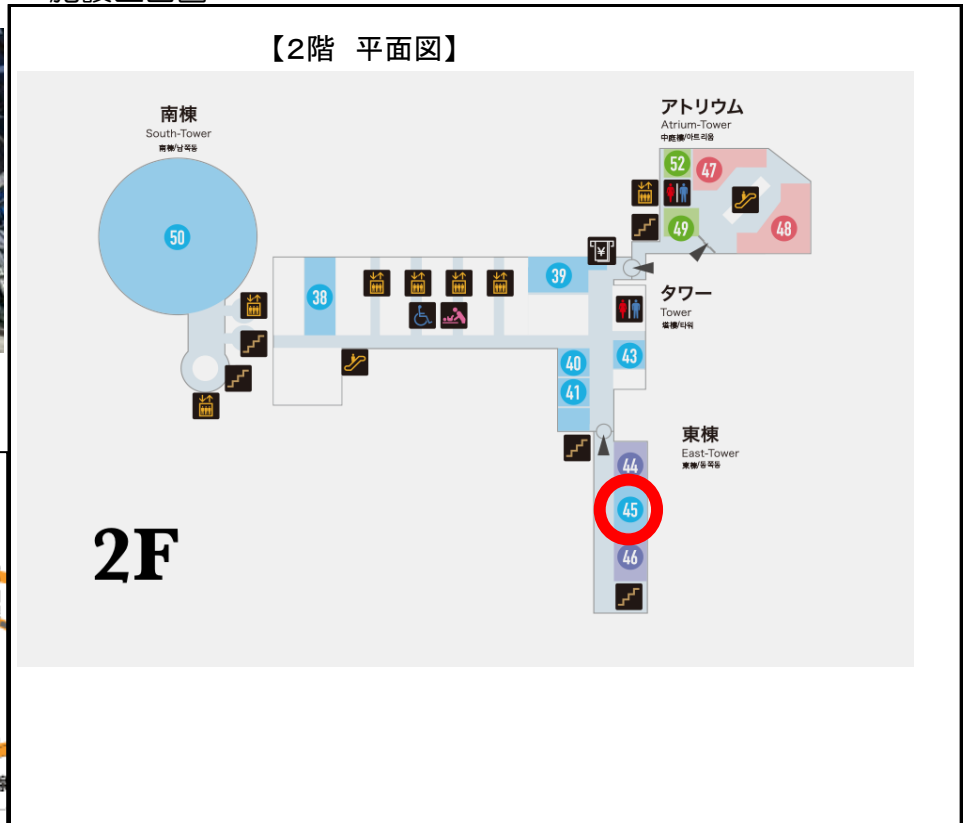 【2階 平面図】
南棟
South-Tower
南棟/남쪽동
アトリウム
Atrium-Tower
中庭樓/아트리움
52
47
49
48
50
39
38
タワー
Tower
塔樓/타워
40
43
41
東棟
East-Tower
東棟/동쪽동
44
45
46
2F